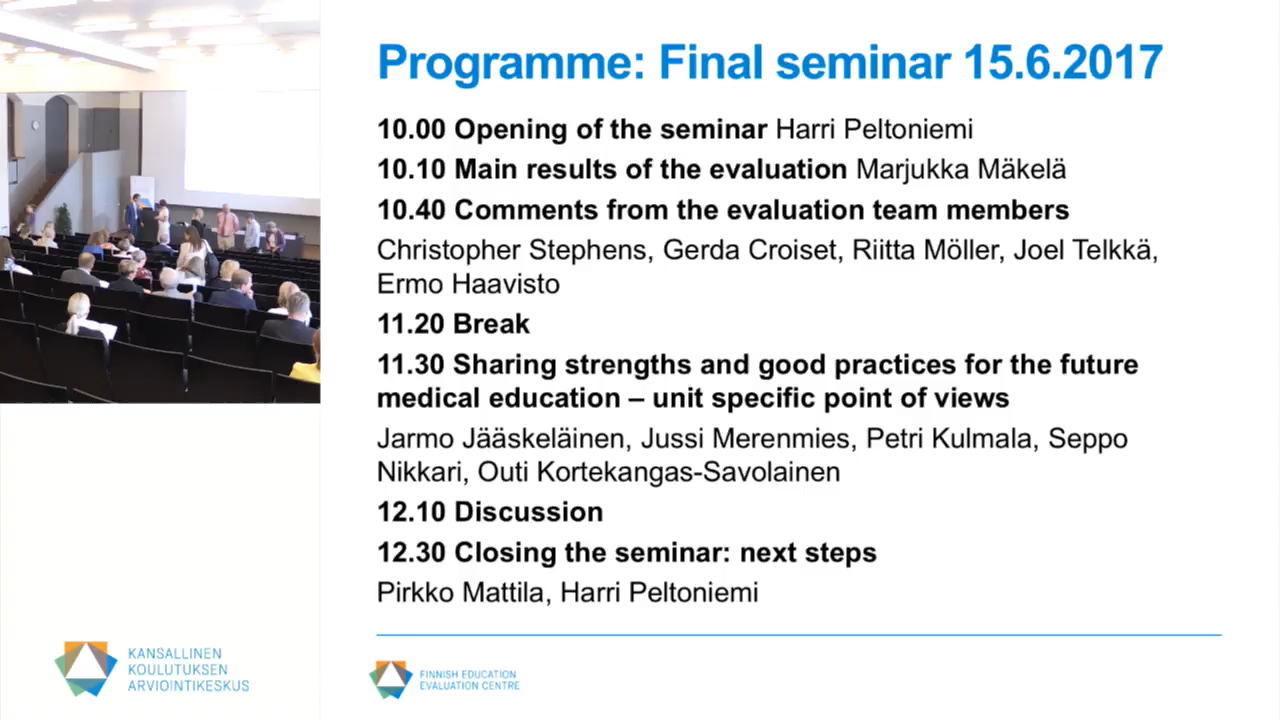 Programme: Final seminar 15.6.2017
10.00 Opening of the seminar Harri Peltoniemi
10.10 Main results of the evaluation Marjukka Mäkelä
10.40 Comments from the evaluation team members
Christopher Stephens, Gerda Croiset, Riitta Möller, Joel Telkkä,
Ermo Haavisto
11.20 Break
11.30 Sharing strengths and good practices for the future
medical education – unit specific point of views
Jarmo Jääskeläinen, Jussi Merenmies, Petri Kulmala, Seppo
Nikkari, Outi Kortekangas-Savolainen
12.10 Discussion
12.30 Closing the seminar: next steps
Pirkko Mattila, Harri Peltoniemi
KANSALLINEN
KOULUTUKSEN
ARVIOINTIKESKUS
FINNISH EDUCATION
EVALUATION CENTRE